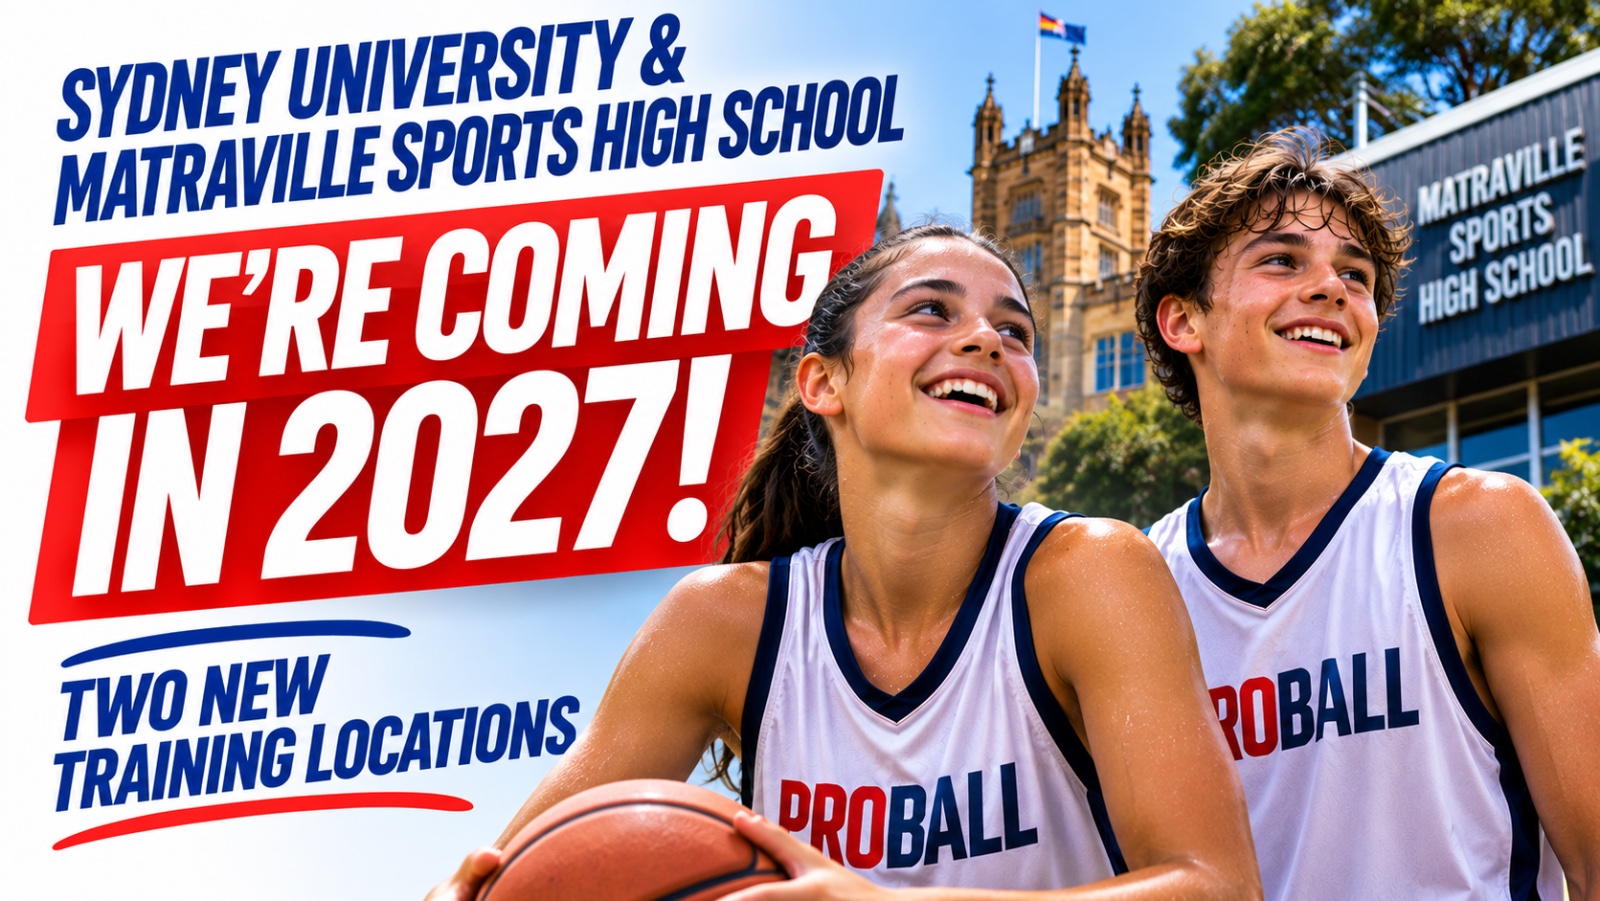 SYDNEY UNIVERSITY &
MATRAVILLE SPORTS HIGH SCHOOL
WE'RE COMING
IN 2027!
TWO NEW
TRAINING LOCATIONS
MATRAVILLE
SPORTS
HIGH SCHOOL
PROBALL
PROBALL